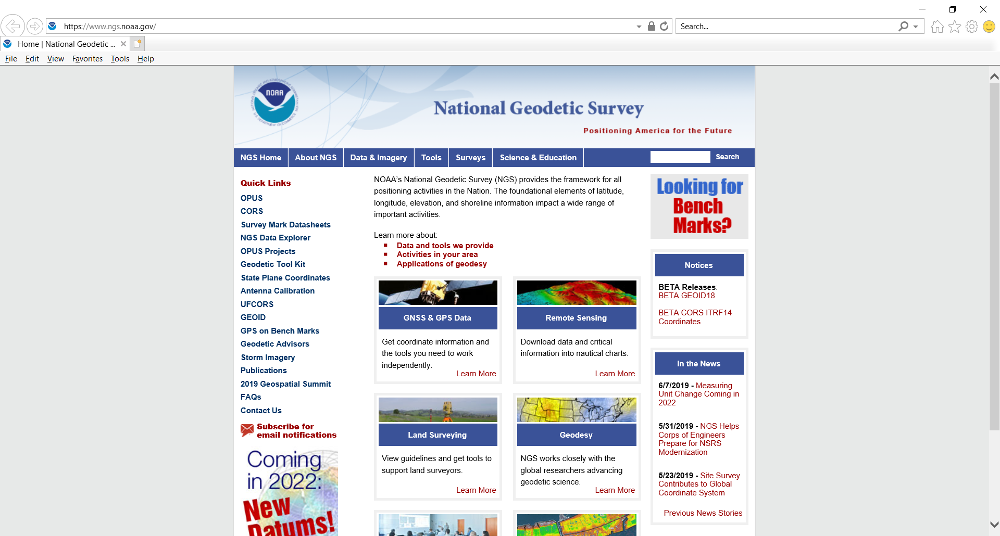 https://www.ngs.noaa.gov/
Search...
Home | National Geodetic ...
File Edit View Favorites Tools Help
NOAA
National Geodetic Survey
Positioning America for the Future
NGS Home About NGS Data & Imagery Tools Surveys Science & Education Search
Quick Links
OPUS
CORS
Survey Mark Datasheets
NGS Data Explorer
OPUS Projects
Geodetic Tool Kit
State Plane Coordinates
Antenna Calibration
UFCORS
GEOID
GPS on Bench Marks
Geodetic Advisors
Storm Imagery
Publications
2019 Geospatial Summit
FAQs
Contact Us
Subscribe for
email notifications
Coming
in 2022:
New
Datums!
NOAA's National Geodetic Survey (NGS) provides the framework for all
positioning activities in the Nation. The foundational elements of latitude,
longitude, elevation, and shoreline information impact a wide range of
important activities.
Learn more about:
Data and tools we provide
Activities in your area
Applications of geodesy
GNSS & GPS Data
Get coordinate information and
the tools you need to work
independently.
Learn More
Remote Sensing
Download data and critical
information into nautical charts.
Learn More
Land Surveying
View guidelines and get tools to
support land surveyors.
Learn More
Geodesy
NGS works closely with the
global researchers advancing
geodetic science.
Learn More
Looking for
Bench
Marks?
Notices
BETA Releases:
BETA GEOID18
BETA CORS ITRF14
Coordinates
In the News
6/7/2019 - Measuring
Unit Change Coming in
2022
5/31/2019 - NGS Helps
Corps of Engineers
Prepare for NSRS
Modernization
5/23/2019 - Site Survey
Contributes to Global
Coordinate System
Previous News Stories